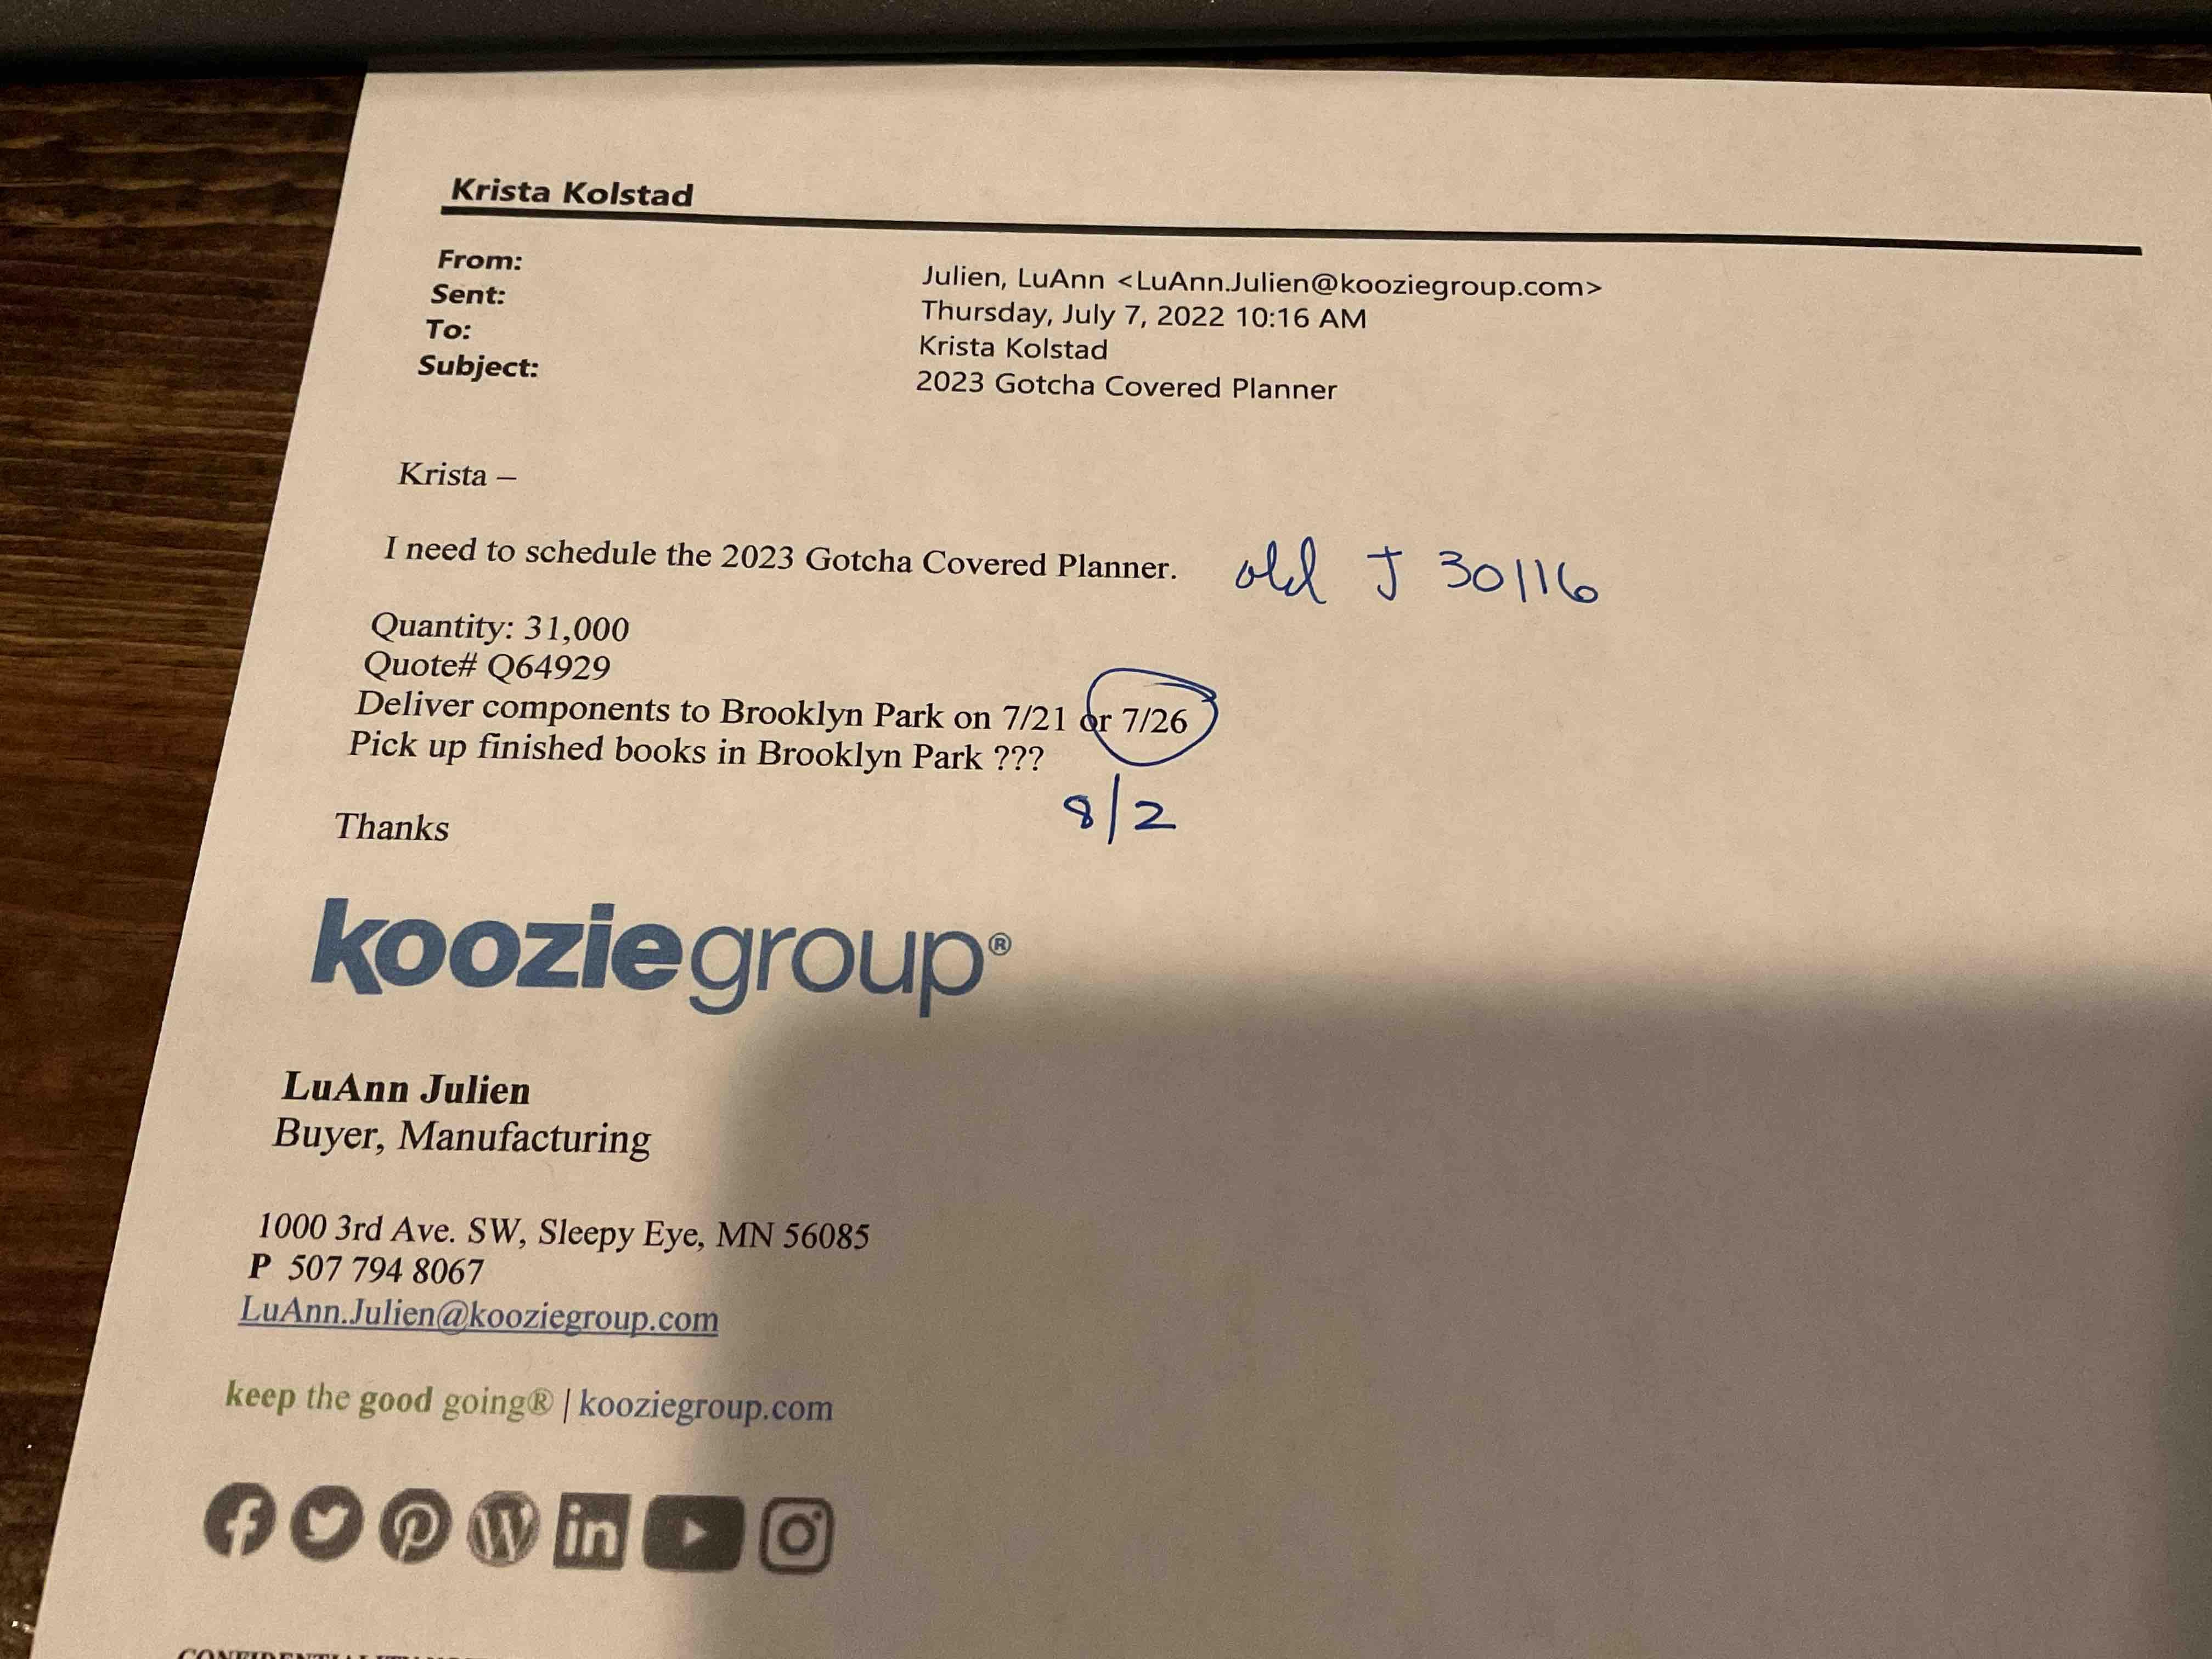 Krista Kolstad
From: Julien, LuAnn <LuAnn.Julien@kooziegroup.com>
Sent: Thursday, July 7, 2022 10:16 AM
To: Krista Kolstad
Subject: 2023 Gotcha Covered Planner
Krista –
I need to schedule the 2023 Gotcha Covered Planner. old J 30116
Quantity: 31,000
Quote# Q64929
Deliver components to Brooklyn Park on 7/21 or 7/26
Pick up finished books in Brooklyn Park ???
8/2
Thanks
kooziegroup®
LuAnn Julien
Buyer, Manufacturing
1000 3rd Ave. SW, Sleepy Eye, MN 56085
P 507 794 8067
LuAnn.Julien@kooziegroup.com
keep the good going® | kooziegroup.com